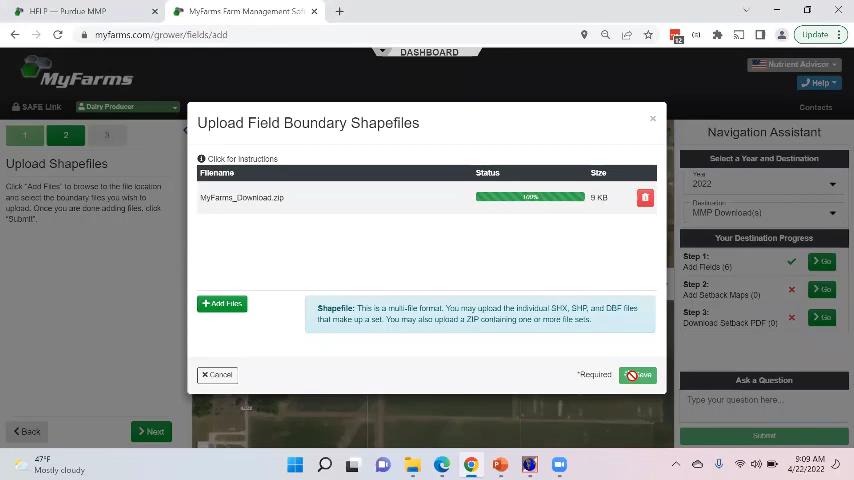 HELP — Purdue MMP
MyFarms Farm Management Soft
myfarms.com/grower/fields/add
12
(s)
Update
DASHBOARD
MyFarms
Nutrient Advisor
Help
SAFE Link
Dairy Producer
Contacts
1
2
3
Upload Shapefiles
Click "Add Files" to browse to the file location
and select the boundary files you wish to
upload. Once you are done adding files, click
"Submit".
Back
Next
Upload Field Boundary Shapefiles
×
Click for Instructions
Filename
Status
Size
MyFarms_Download.zip
100%
9 KB
Add Files
Shapefile: This is a multi-file format. You may upload the individual SHX, SHP, and DBF files
that make up a set. You may also upload a ZIP containing one or more file sets.
Cancel
*Required
Navigation Assistant
Select a Year and Destination
Year
2022
Destination
MMP Download(s)
Your Destination Progress
Step 1:
Add Fields (6)
Go
Step 2:
Add Setback Maps (0)
Go
Step 3:
Download Setback PDF (0)
Go
Ask a Question
Type your question here...
Submit
47°F
Mostly cloudy
9:09 AM
4/22/2022